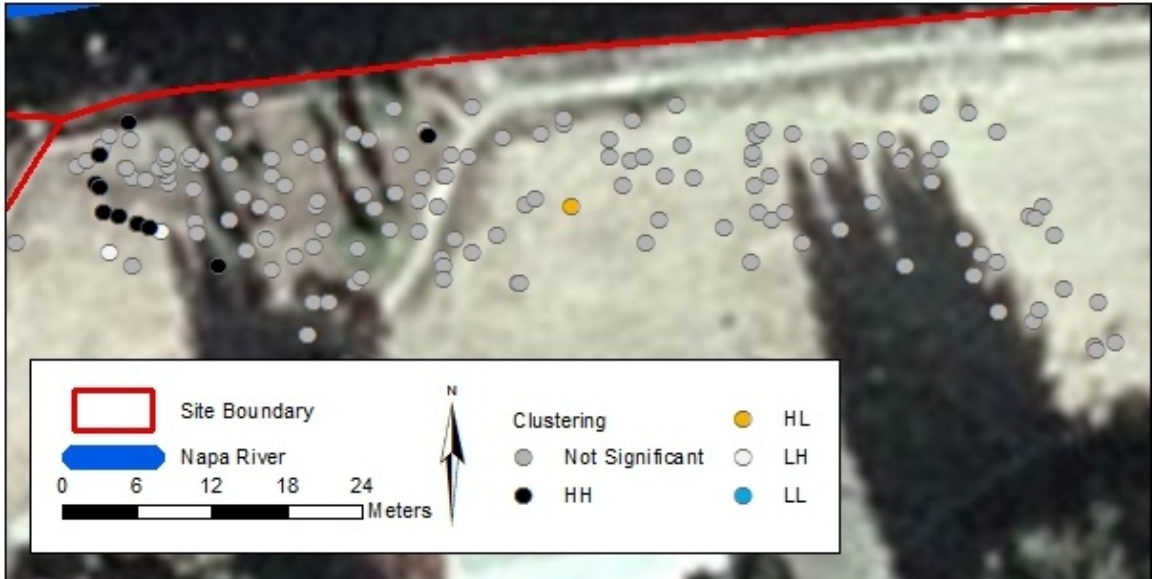 Site Boundary
Napa River
0 6 12 18 24
Meters
N
Clustering
Not Significant
HH
HL
LH
LL